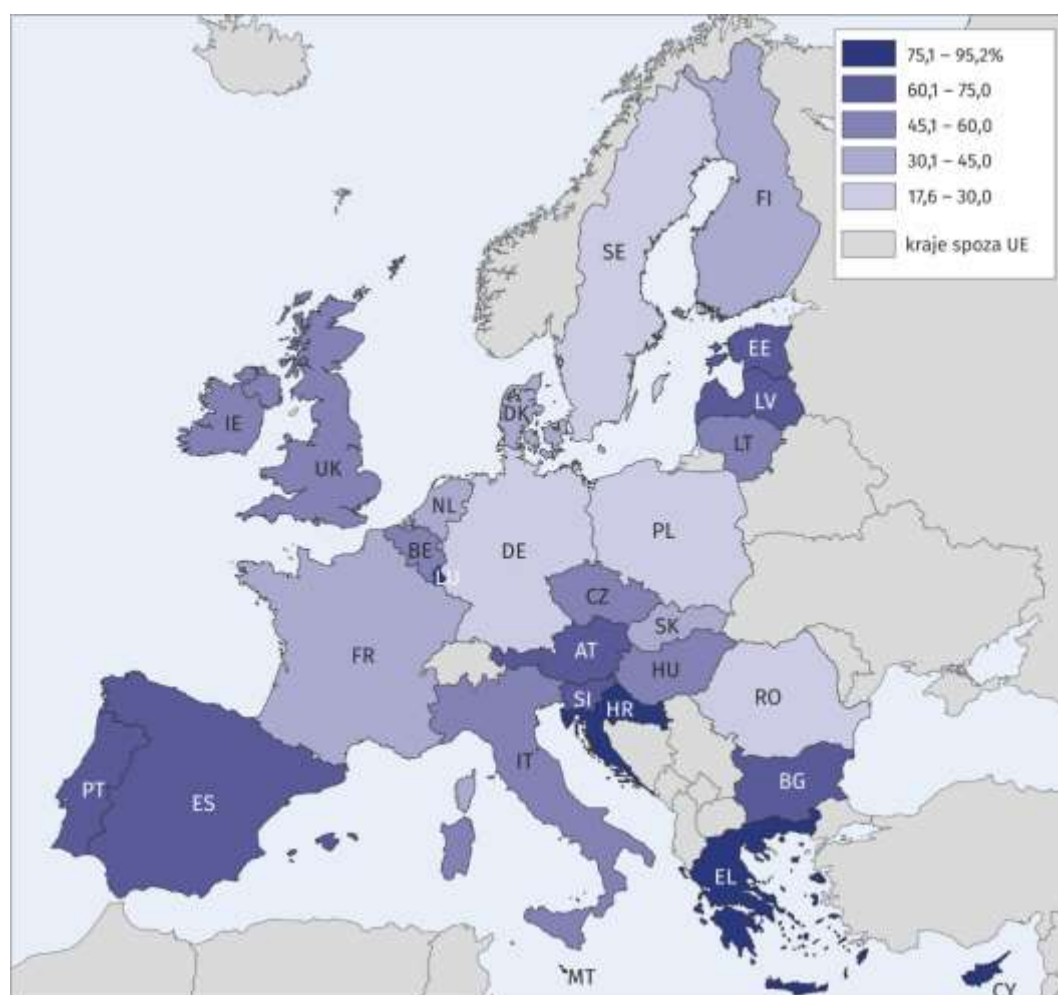 75,1 – 95,2%
60,1 – 75,0
45,1 – 60,0
30,1 – 45,0
17,6 – 30,0
kraje spoza UE
FI
SE
EE
LV
LT
DK
IE
UK
NL
BE
LU
DE
PL
CZ
SK
AT
HU
FR
SI
HR
RO
IT
BG
PT
ES
EL
MT
CY